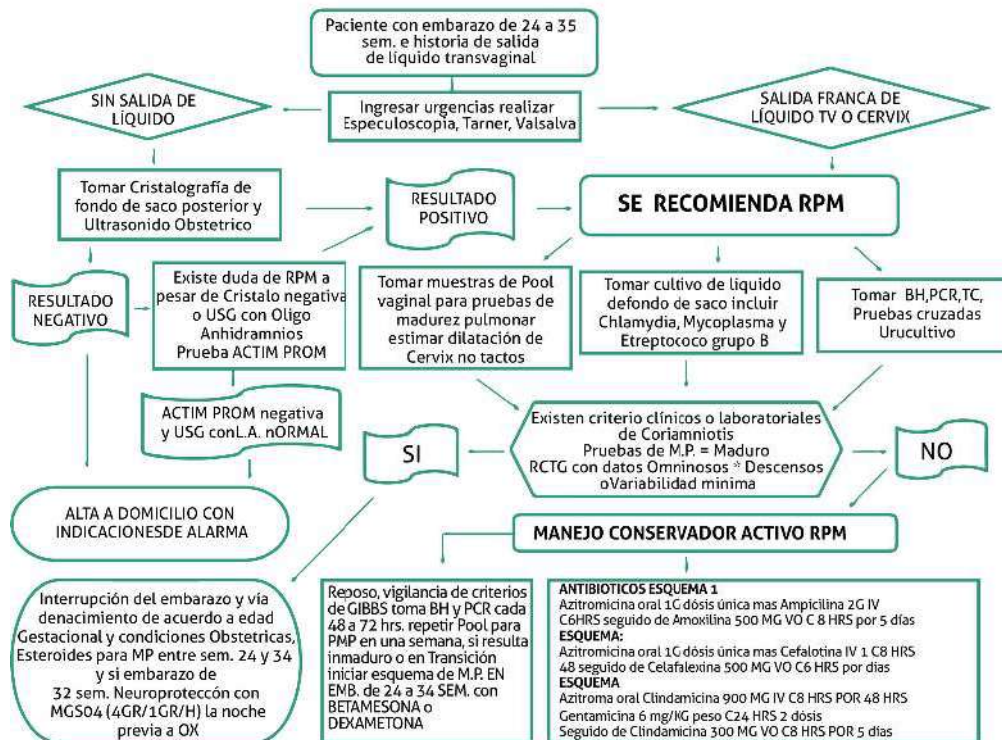 Paciente con embarazo de 24 a 35
sem. e historia de salida
de líquido transvaginal
SIN SALIDA DE
LÍQUIDO
Ingresar urgencias realizar
Especuloscopia, Tarner, Valsalva
SALIDA FRANCA DE
LÍQUIDO TV O CERVIX
Tomar Cristalografía de
fondo de saco posterior y
Ultrasonido Obstetrico
RESULTADO
POSITIVO
SE RECOMIENDA RPM
RESULTADO
NEGATIVO
Existe duda de RPM a
pesar de Cristalo negativa
o USG con Oligo
Anhidramnios
Prueba ACTIM PROM
Tomar muestras de Pool
vaginal para pruebas de
madurez pulmonar
estimar dilatación de
Cervix no tactos
Tomar cultivo de líquido
defondo de saco incluir
Chlamydia, Mycoplasma y
Etreptococo grupo B
Tomar BH,PCR,TC,
Pruebas cruzadas
Urucultivo
ACTIM PROM negativa
y USG conL.A. nORMAL
SI
Existen criterio clínicos o laboratoriales
de Coriamniotis
Pruebas de M.P. = Maduro
RCTG con datos Omninosos * Descensos
oVariabilidad minima
NO
ALTA A DOMICILIO CON
INDICACIONESDE ALARMA
MANEJO CONSERVADOR ACTIVO RPM
Interrupción del embarazo y vía
denacimiento de acuerdo a edad
Gestacional y condiciones Obstetricas,
Esteroides para MP entre sem. 24 y 34
y si embarazo de
32 sem. Neuroproteccón con
MGS04 (4GR/1GR/H) la noche
previa a OX
Reposo, vigilancia de criterios
de GIBBS toma BH y PCR cada
48 a 72 hrs. repetir Pool para
PMP en una semana, si resulta
inmaduro o en Transición
iniciar esquema de M.P. EN
EMB. de 24 a 34 SEM. con
BETAMESONA o
DEXAMETONA
ANTIBIOTICOS ESQUEMA 1
Azitromicina oral 1G dósis única mas Ampicilina 2G IV
C6HRS seguido de Amoxilina 500 MG VO C 8 HRS por 5 días
ESQUEMA:
Azitromicina oral 1G dósis única mas Cefalotina IV 1 C8 HRS
48 seguido de Celafalexina 500 MG VO C6 HRS por dias
ESQUEMA
Azitroma oral Clindamicina 900 MG IV C8 HRS POR 48 HRS
Gentamicina 6 mg/KG peso C24 HRS 2 dósis
Seguido de Clindamicina 300 MG VO C8 HRS POR 5 días